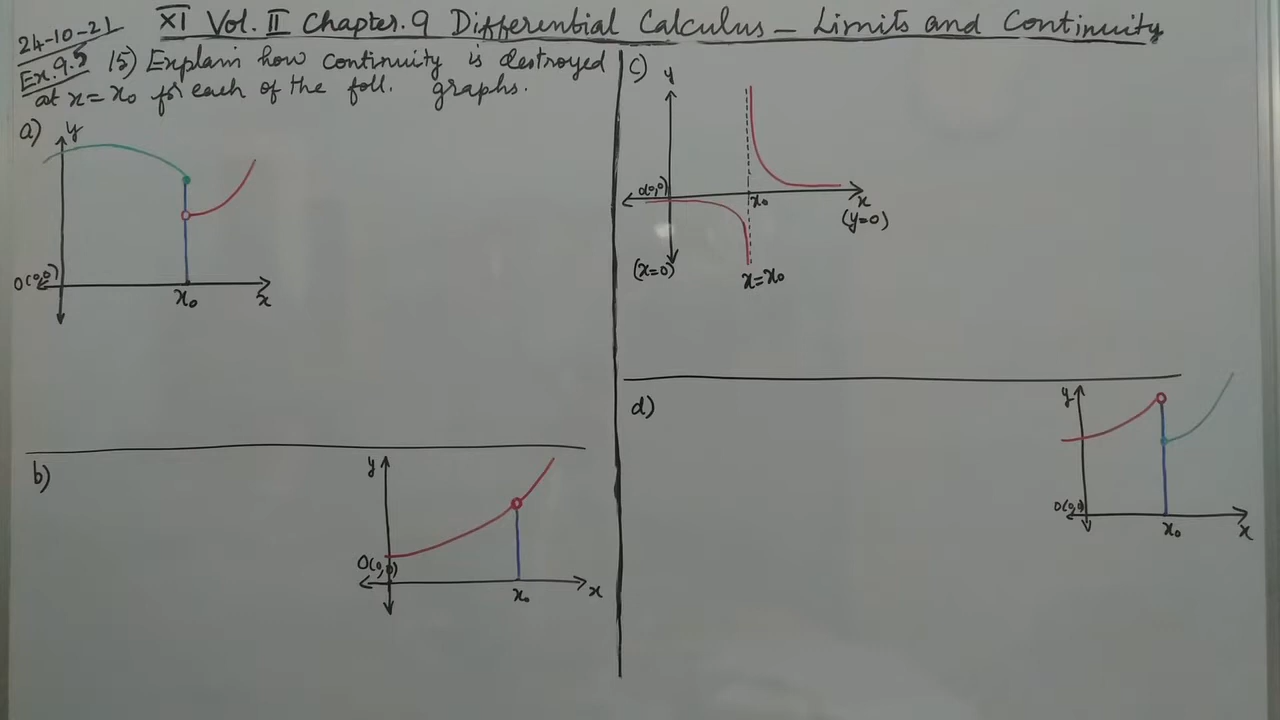 24-10-21
XI Vol. II Chapter. 9 Differential Calculus – Limits and Continuity
Ex. 9.5 15) Explain how continuity is destroyed
at x = x₀ for each of the foll. graphs.
a)
y
O(0,0)
x₀
x
b)
y
O(0,0)
x₀
x
c)
y
O(0,0)
x₀
x
(y=0)
(x=0)
x=x₀
d)
y
O(0,0)
x₀
x